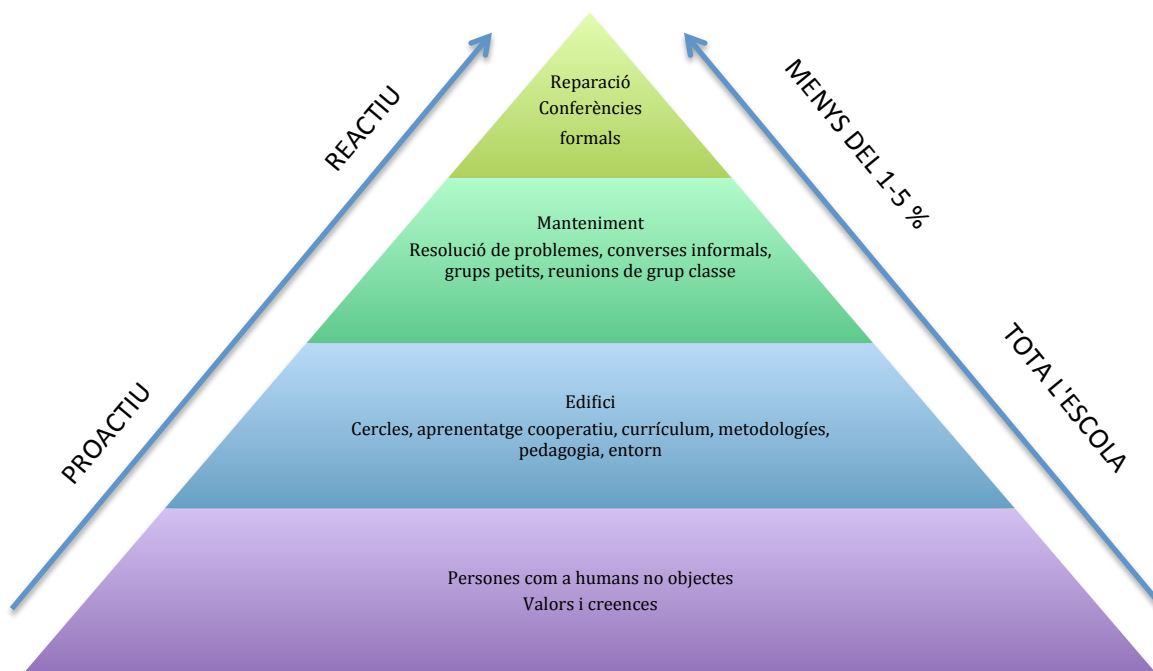 REACTIU
PROACTIU
MENYS DEL 1-5 %
TOTA L'ESCOLA
Reparació
Conferències
formals
Manteniment
Resolució de problemes, converses informals,
grups petits, reunions de grup classe
Edifici
Cercles, aprenentatge cooperatiu, currículum, metodologíes,
pedagogia, entorn
Persones com a humans no objectes
Valors i creences